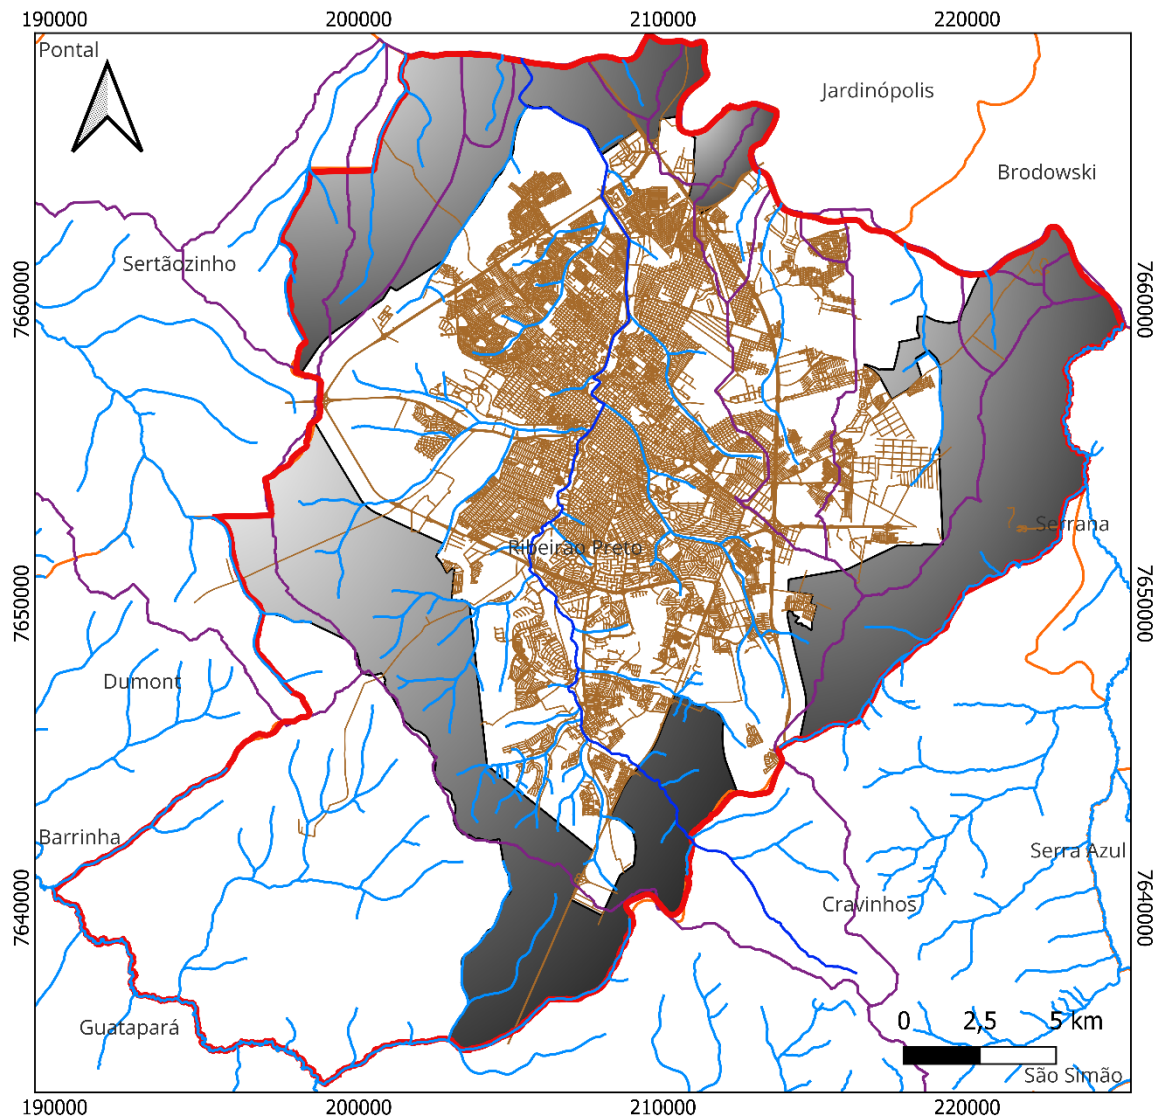 190000 200000 210000 220000
Pontal
Jardinópolis
Brodowski
Sertãozinho
7660000
7660000
Serrana
Ribeirão Preto
7650000
7650000
Dumont
Barrinha
Serra Azul
7640000
Cravinhos
7640000
Guatapará
0 2,5 5 km
São Simão
190000 200000 210000 220000